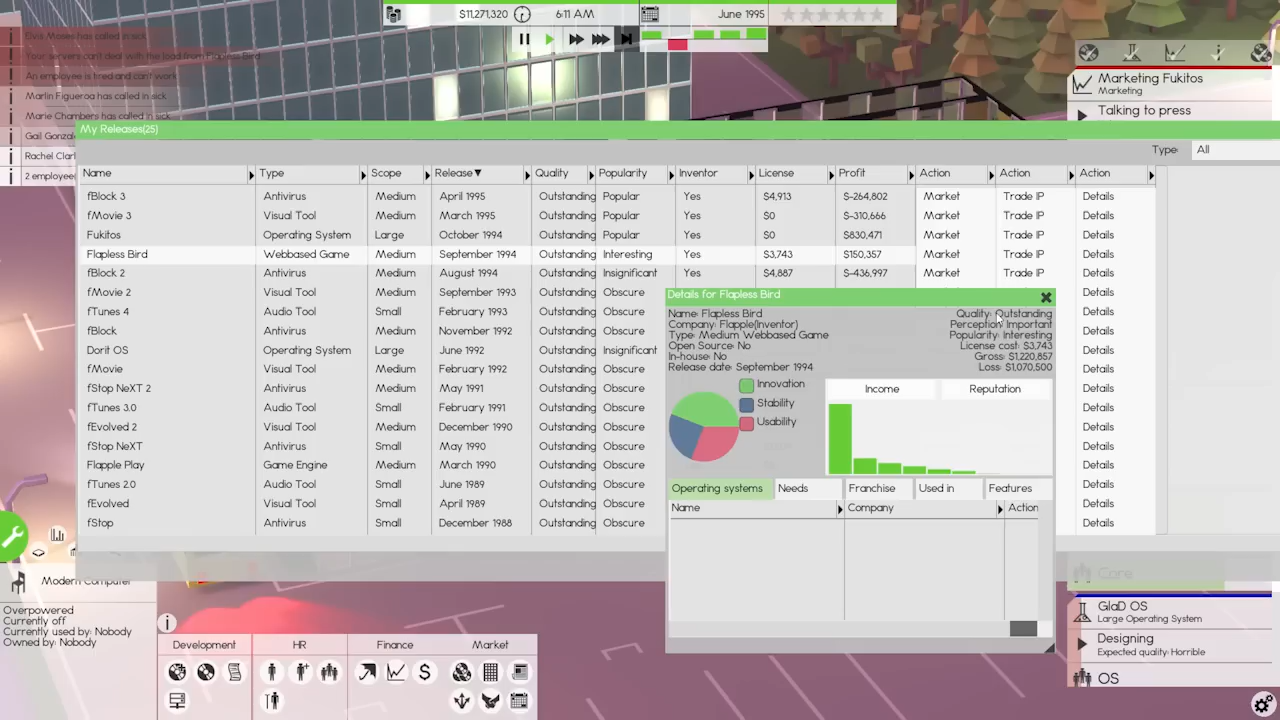 $11,271,320
6:11 AM
June 1995
Elvis Moses has called in sick
Your servers can't deal with the load from Flapless Bird
An employee is tired and can't work
Marlin Figueroa has called in sick
Marie Chambers has called in sick
Gail Gonzal
Rachel Clar
2 employee
Marketing Fukitos
Marketing
Talking to press
My Releases(25)
Type: All
Name Type Scope Release▼ Quality Popularity Inventor License Profit Action Action Action
fBlock 3 Antivirus Medium April 1995 Outstanding Popular Yes $4,913 $-264,802 Market Trade IP Details
fMovie 3 Visual Tool Medium March 1995 Outstanding Popular Yes $0 $-310,666 Market Trade IP Details
Fukitos Operating System Large October 1994 Outstanding Popular Yes $0 $830,471 Market Trade IP Details
Flapless Bird Webbased Game Medium September 1994 Outstanding Interesting Yes $3,743 $150,357 Market Trade IP Details
fBlock 2 Antivirus Medium August 1994 Outstanding Insignificant Yes $4,887 $-436,997 Market Trade IP Details
fMovie 2 Visual Tool Medium September 1993 Outstanding Obscure Details
fTunes 4 Audio Tool Small February 1993 Outstanding Obscure Details
fBlock Antivirus Medium November 1992 Outstanding Obscure Details
Dorit OS Operating System Large June 1992 Outstanding Insignificant Details
fMovie Visual Tool Medium February 1992 Outstanding Obscure Details
fStop NeXT 2 Antivirus Small May 1991 Outstanding Obscure Details
fTunes 3.0 Audio Tool Small February 1991 Outstanding Obscure Details
fEvolved 2 Visual Tool Medium December 1990 Outstanding Obscure Details
fStop NeXT Antivirus Small May 1990 Outstanding Obscure Details
Flapple Play Game Engine Medium March 1990 Outstanding Obscure Details
fTunes 2.0 Audio Tool Small June 1989 Outstanding Obscure Details
fEvolved Visual Tool Small April 1989 Outstanding Obscure Details
fStop Antivirus Small December 1988 Outstanding Obscure Details
Details for Flapless Bird
Name: Flapless Bird Quality: Outstanding
Company: Flapple(Inventor) Perception: Important
Type: Medium Webbased Game Popularity: Interesting
Open Source: No License cost: $3,743
In-house: No Gross: $1,220,857
Release date: September 1994 Loss: $1,070,500
Innovation
Stability
Usability
Income Reputation
Operating systems Needs Franchise Used in Features
Name Company Action
Modern Computer
Overpowered
Currently off
Currently used by: Nobody
Owned by: Nobody
Development HR Finance Market
Core
GlaD OS
Large Operating System
Designing
Expected quality: Horrible
OS